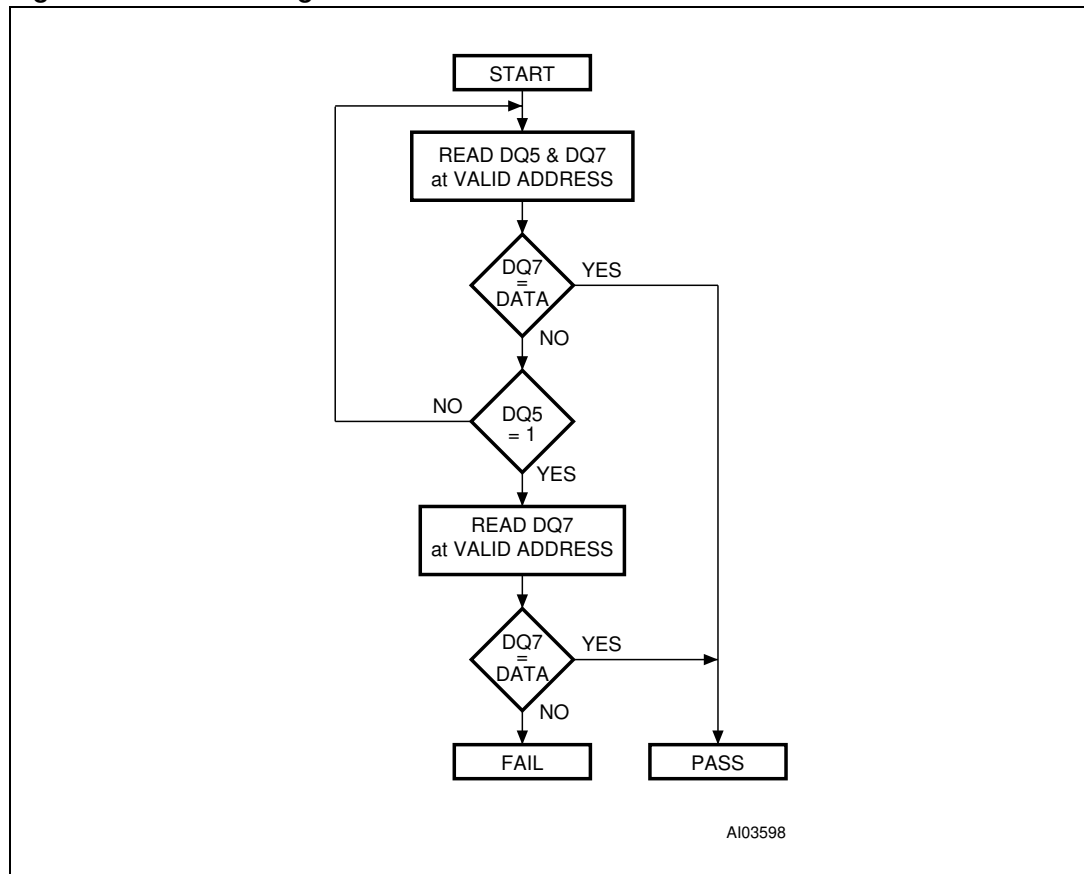 START
READ DQ5 & DQ7
at VALID ADDRESS
DQ7
=
DATA
YES
NO
NO
DQ5
= 1
YES
READ DQ7
at VALID ADDRESS
DQ7
=
DATA
YES
NO
FAIL
PASS
AI03598